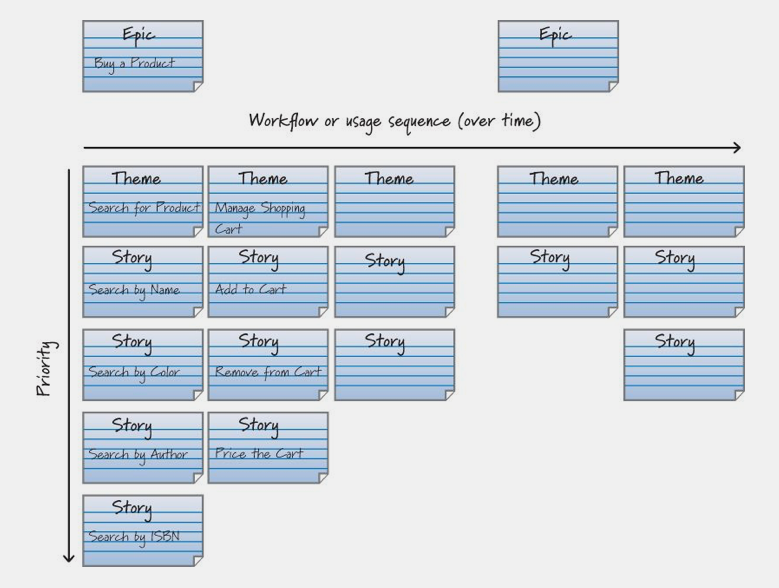 Epic
Buy a Product
Epic
Workflow or usage sequence (over time)
Priority
Theme
Search for Product
Theme
Manage Shopping
Cart
Theme
Theme
Theme
Story
Search by Name
Story
Add to Cart
Story
Story
Story
Story
Search by Color
Story
Remove from Cart
Story
Story
Story
Search by Author
Story
Price the Cart
Story
Search by ISBN